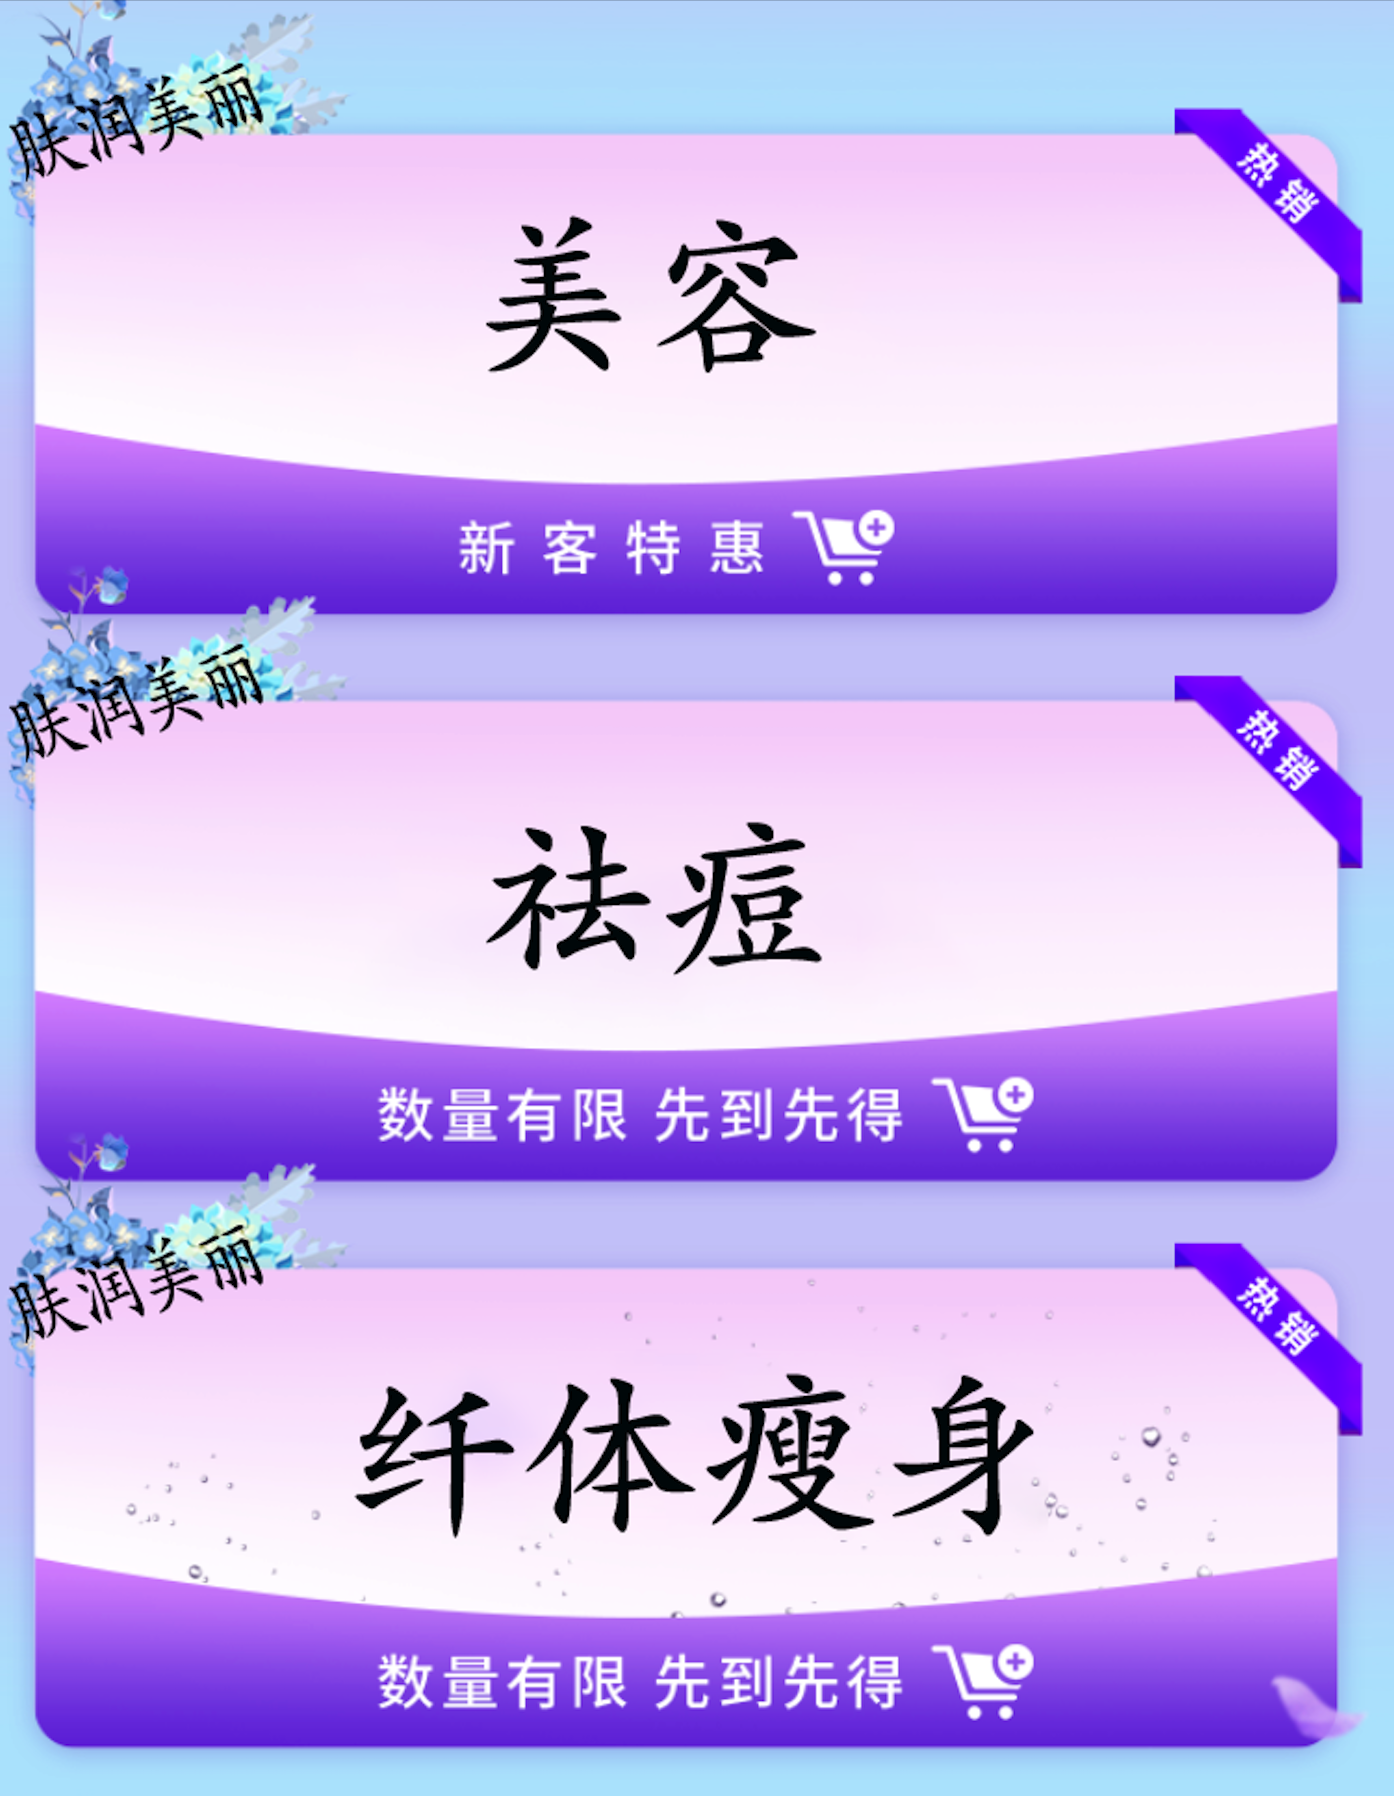 肤润美丽
热销
美容
新客特惠
肤润美丽
热销
祛痘
数量有限 先到先得
肤润美丽
热销
纤体瘦身
数量有限 先到先得